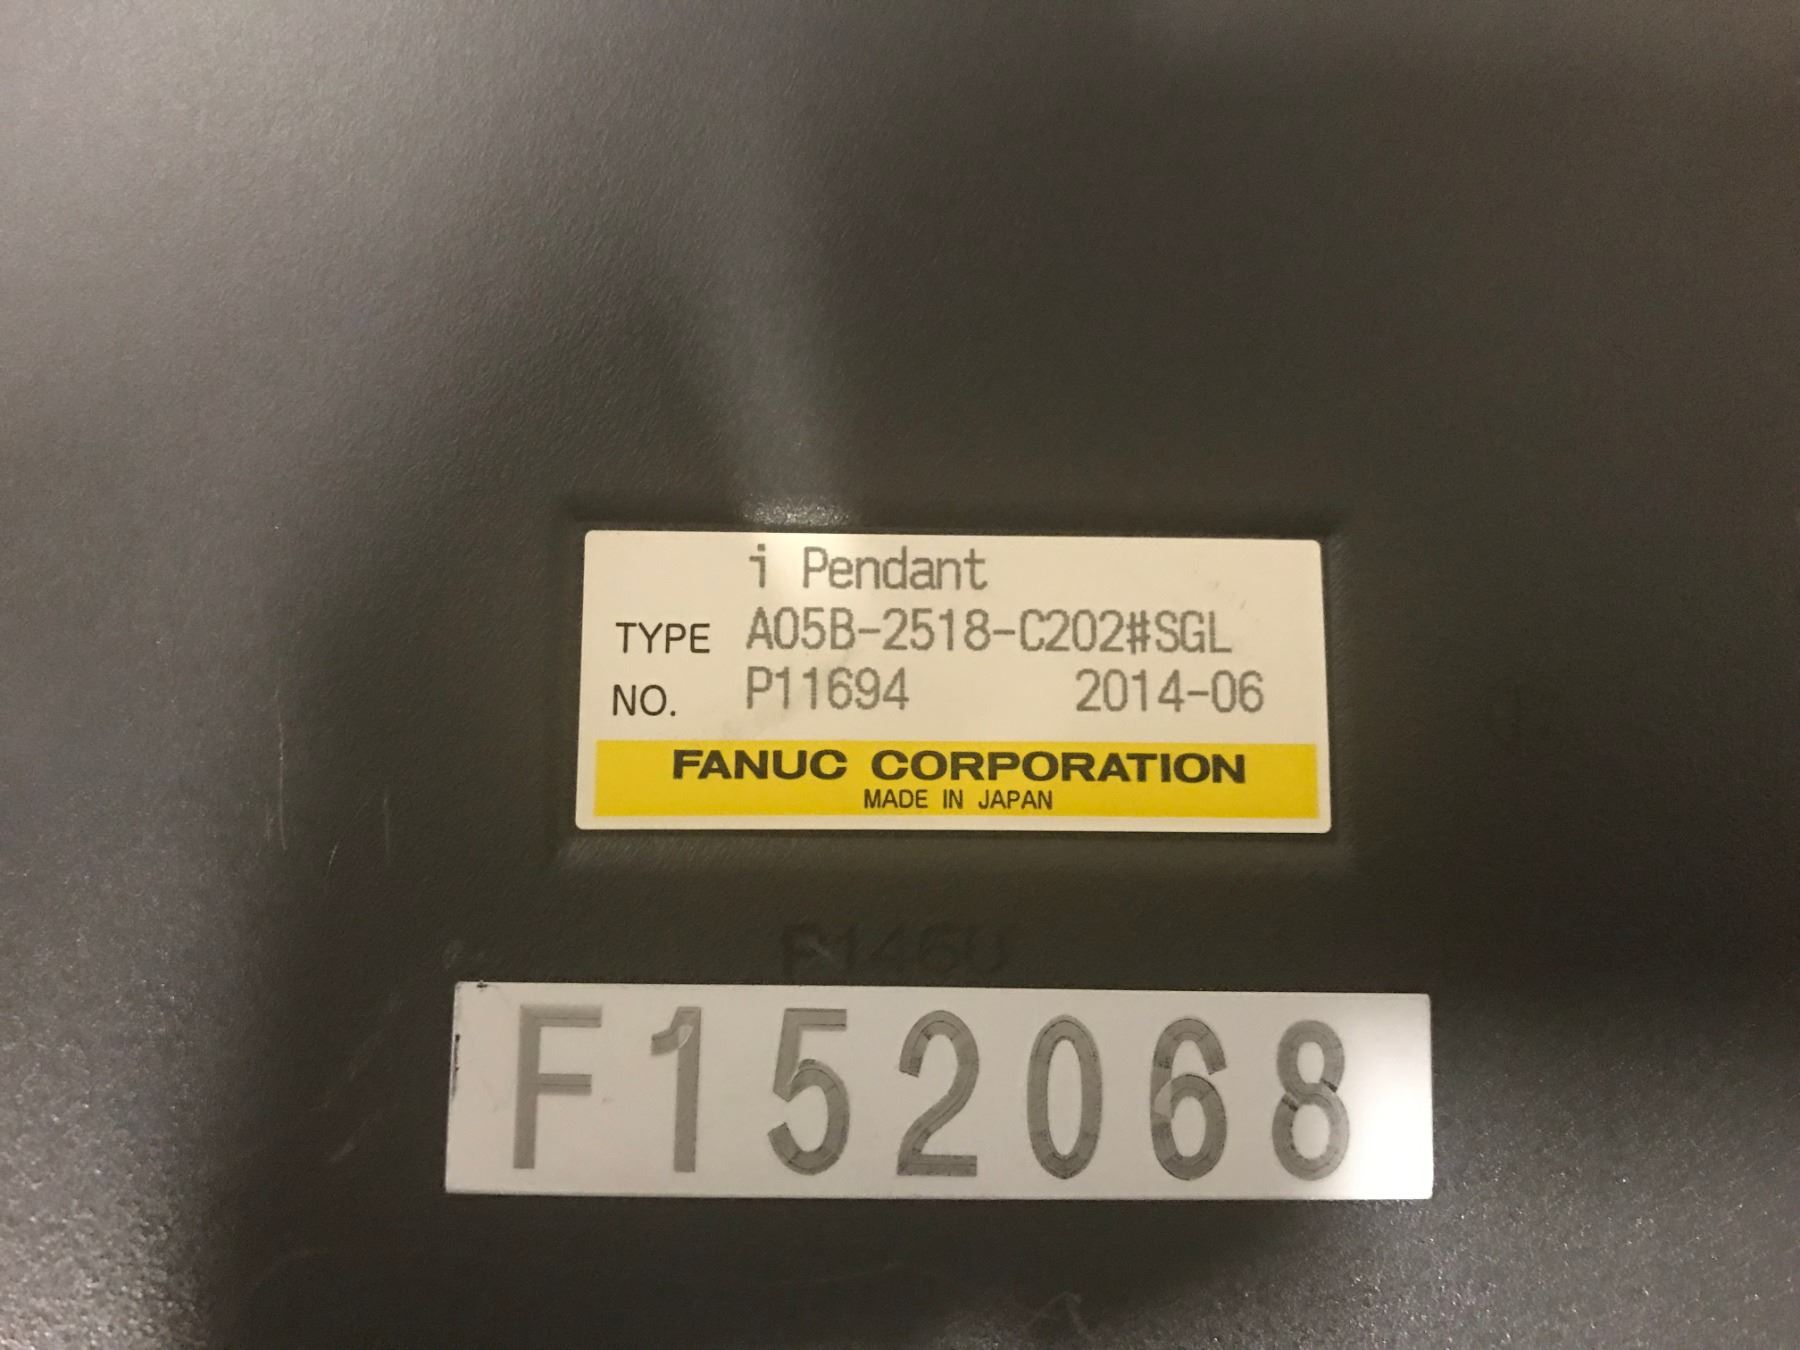 i Pendant
TYPE A05B-2518-C202#SGL
NO. P11694 2014-06
FANUC CORPORATION
MADE IN JAPAN
F152068